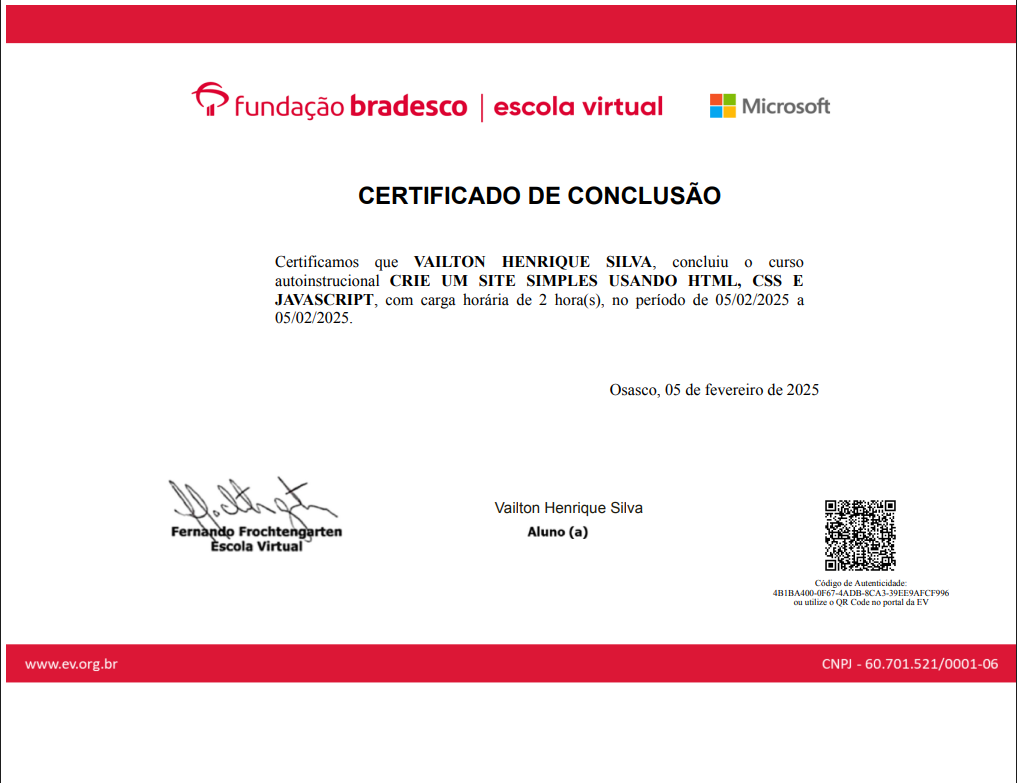 fundação bradesco | escola virtual Microsoft
CERTIFICADO DE CONCLUSÃO
Certificamos que VAILTON HENRIQUE SILVA, concluiu o curso
autoinstrucional CRIE UM SITE SIMPLES USANDO HTML, CSS E
JAVASCRIPT, com carga horária de 2 hora(s), no período de 05/02/2025 a
05/02/2025.
Osasco, 05 de fevereiro de 2025
Fernando Frochtengarten
Escola Virtual
Vailton Henrique Silva
Aluno (a)
Código de Autenticidade:
4B1BA400-0F67-4ADB-8CA3-39EE9AFCF996
ou utilize o QR Code no portal da EV
www.ev.org.br
CNPJ - 60.701.521/0001-06